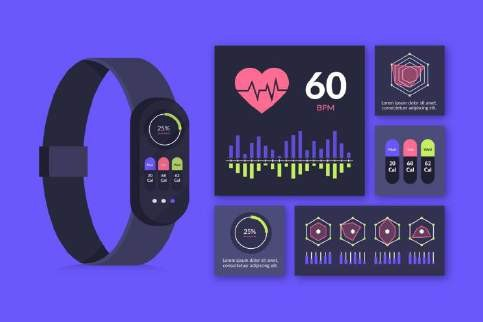 25%
20
Cal
60
Cal
62
Cal
60
BPM
Lorem ipsum dolor sit amet,
consectetur adipiscing elit.
Wed
20
Cal
60
Cal
62
Cal
25%
Lorem ipsum dolor sit amet,
consectetur adipiscing elit.